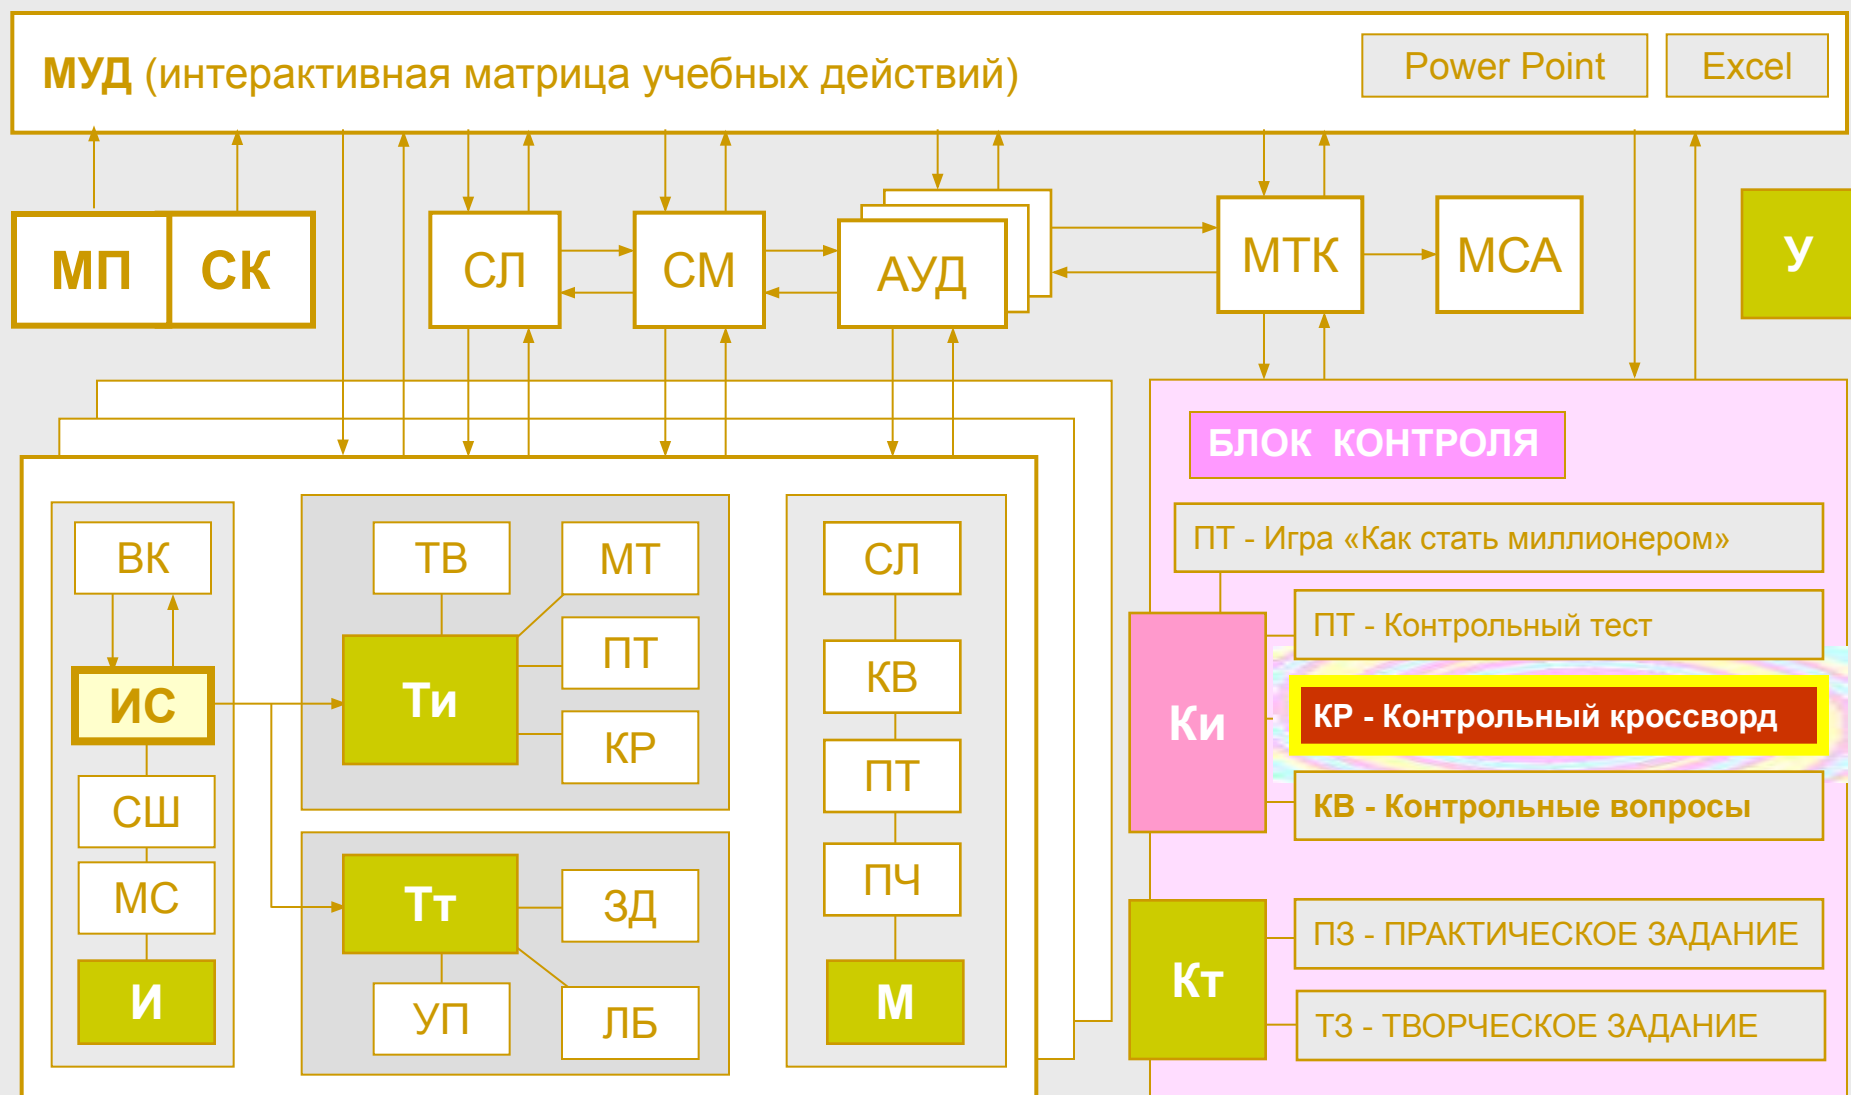 МУД (интерактивная матрица учебных действий)
Power Point
Excel
МП
СК
СЛ
СМ
АУД
МТК
МСА
У
БЛОК КОНТРОЛЯ
ВК
ИС
СШ
МС
И
ТВ
МТ
ПТ
КР
Ти
Тт
ЗД
УП
ЛБ
СЛ
КВ
ПТ
ПЧ
М
ПТ - Игра «Как стать миллионером»
Ки
ПТ - Контрольный тест
КР - Контрольный кроссворд
КВ - Контрольные вопросы
Кт
ПЗ - ПРАКТИЧЕСКОЕ ЗАДАНИЕ
ТЗ - ТВОРЧЕСКОЕ ЗАДАНИЕ